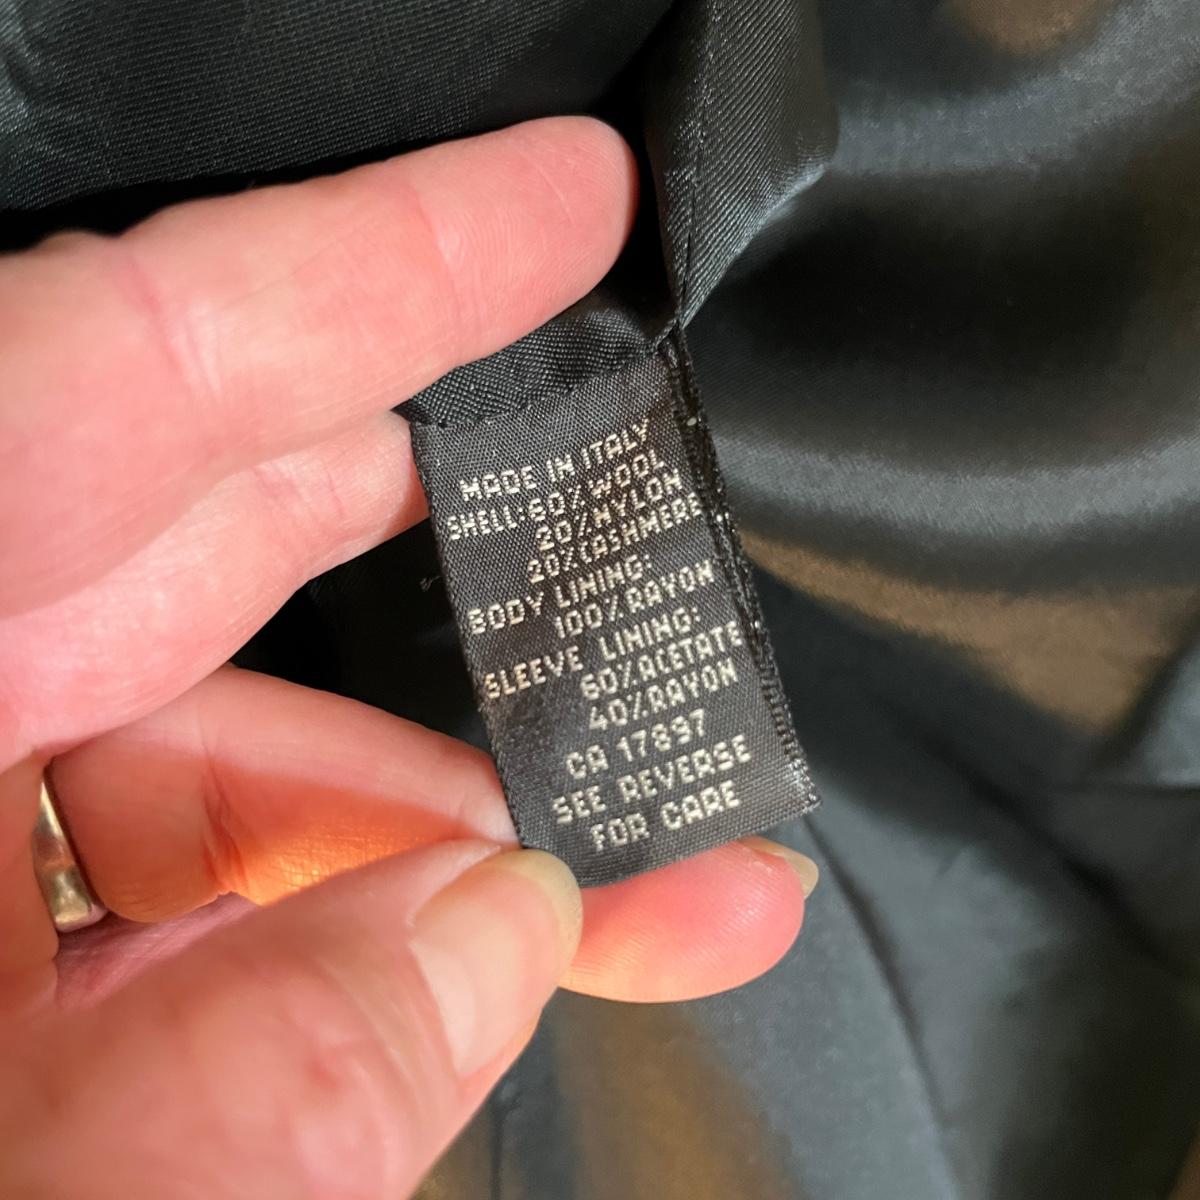 MADE IN ITALY
SHELL:60% WOOL
20% NYLON
20% CASHMERE
BODY LINING:
100% RAYON
SLEEVE LINING:
60% ACETATE
40% RAYON
CA 17897
SEE REVERSE
FOR CARE